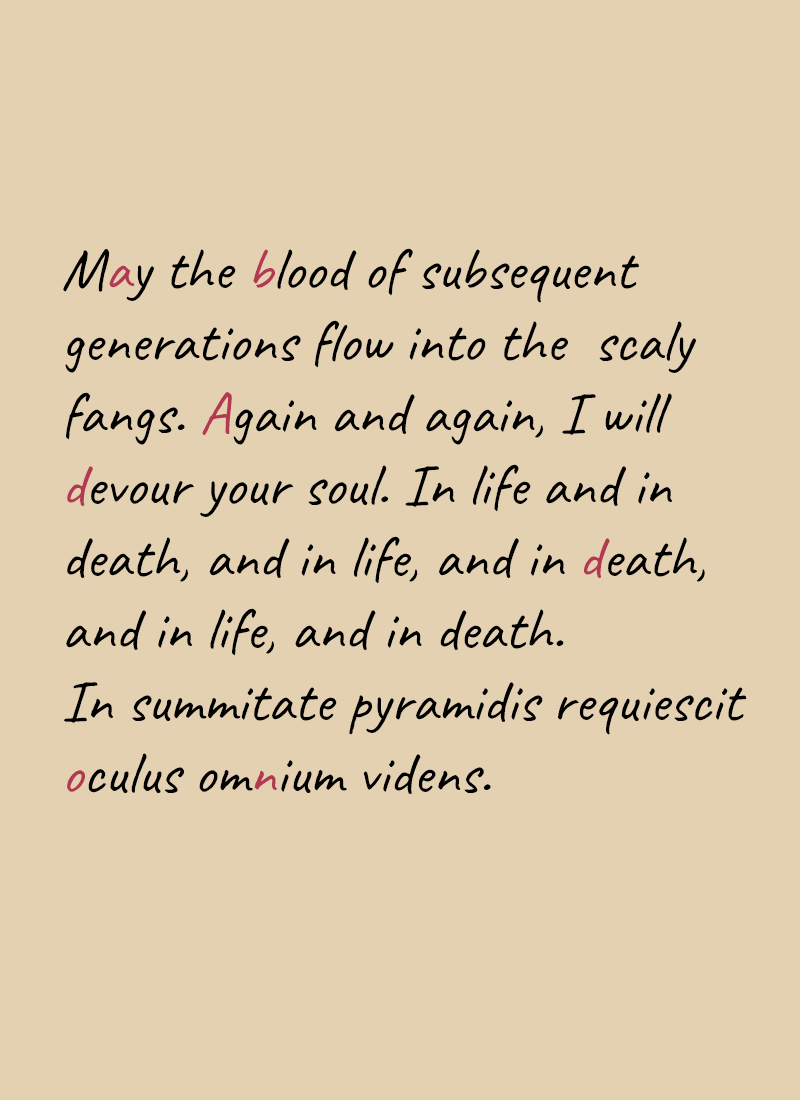 May the blood of subsequent
generations flow into the  scaly
fangs. Again and again, I will
devour your soul. In life and in
death, and in life, and in death,
and in life, and in death.
In summitate pyramidis requiescit
oculus omnium videns.